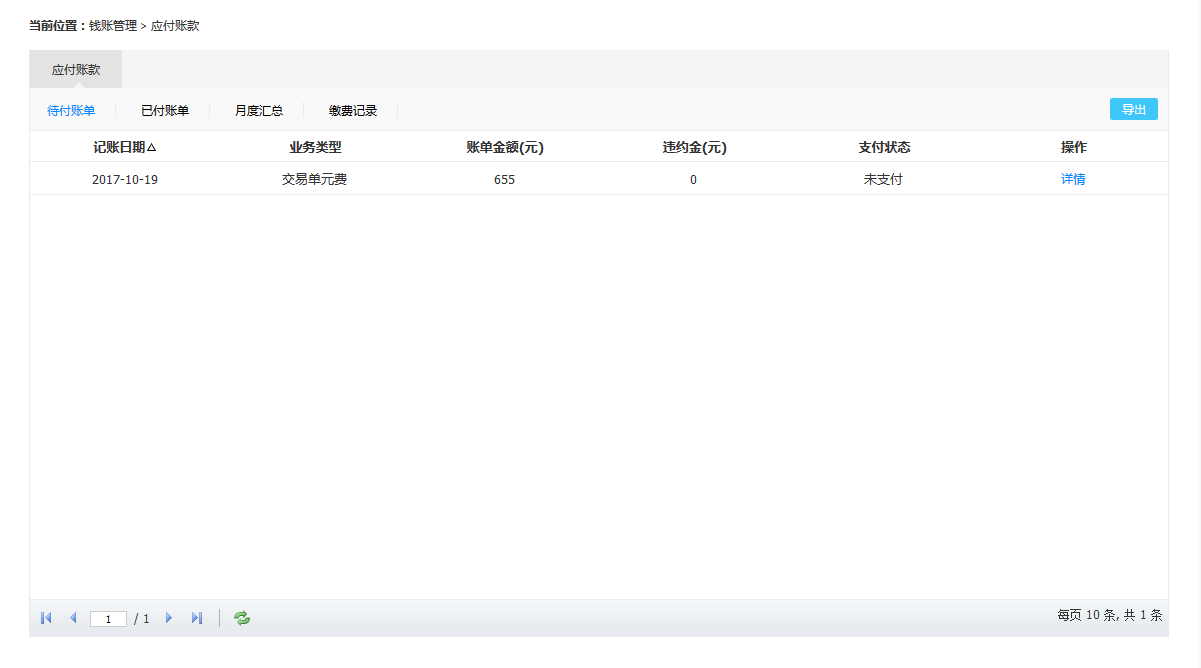 当前位置：钱账管理 > 应付账款
应付账款
待付账单 已付账单 月度汇总 缴费记录 导出
记账日期△ 业务类型 账单金额(元) 违约金(元) 支付状态 操作
2017-10-19 交易单元费 655 0 未支付 详情
1 / 1 每页 10 条, 共 1 条